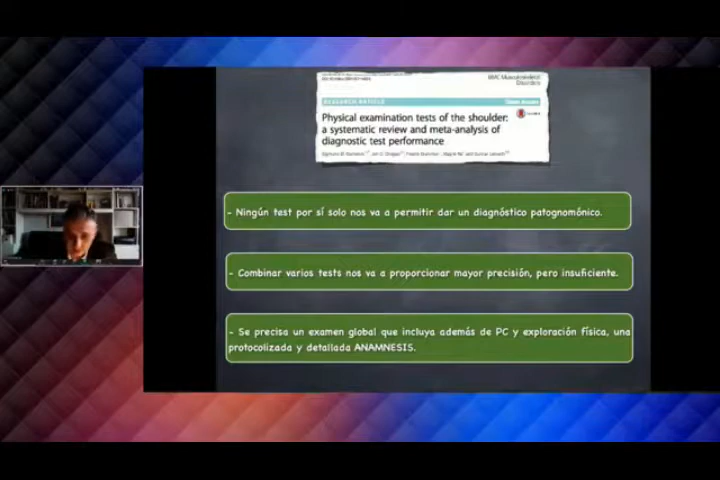 BMC Musculoskeletal
Disorders
RESEARCH ARTICLE
Open Access
Physical examination tests of the shoulder:
a systematic review and meta-analysis of
diagnostic test performance
- Ningún test por sí solo nos va a permitir dar un diagnóstico patognomónico.
- Combinar varios tests nos va a proporcionar mayor precisión, pero insuficiente.
- Se precisa un examen global que incluya además de PC y exploración física, una
protocolizada y detallada ANAMNESIS.